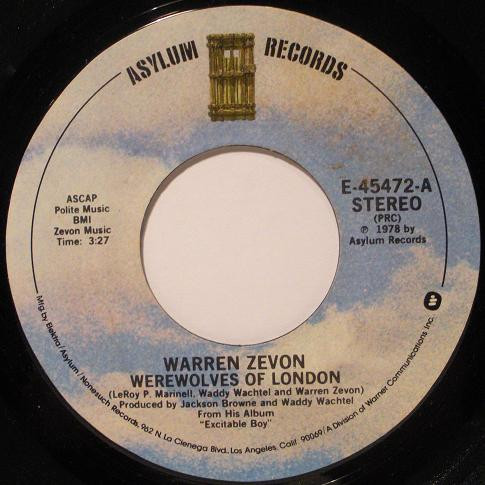 ASYLUM RECORDS
ASCAP
Polite Music
BMI
Zevon Music
Time: 3:27
E-45472-A
STEREO
(PRC)
℗ 1978 by
Asylum Records
WARREN ZEVON
WEREWOLVES OF LONDON
(LeRoy P. Marinell, Waddy Wachtel and Warren Zevon)
Produced by Jackson Browne and Waddy Wachtel
From His Album
"Excitable Boy"
Mfg by Elektra/Asylum/Nonesuch Records, 962 N. La Cienega Blvd., Los Angeles, Calif. 90069/A Division of Warner Communications Inc.